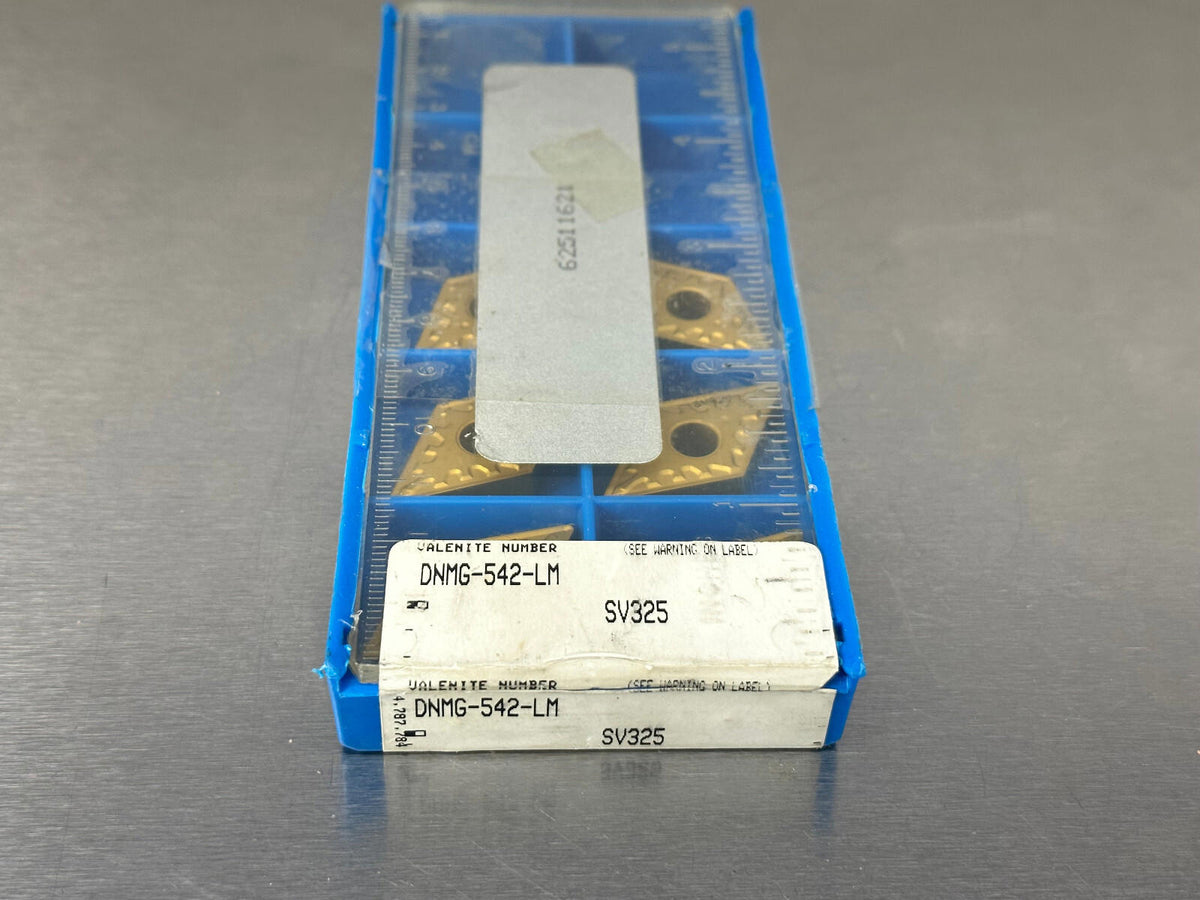 62511621
VALENITE NUMBER (SEE WARNING ON LABEL)
DNMG-542-LM
SV325
VALENITE NUMBER (SEE WARNING ON LABEL)
DNMG-542-LM
4,787,784
SV325